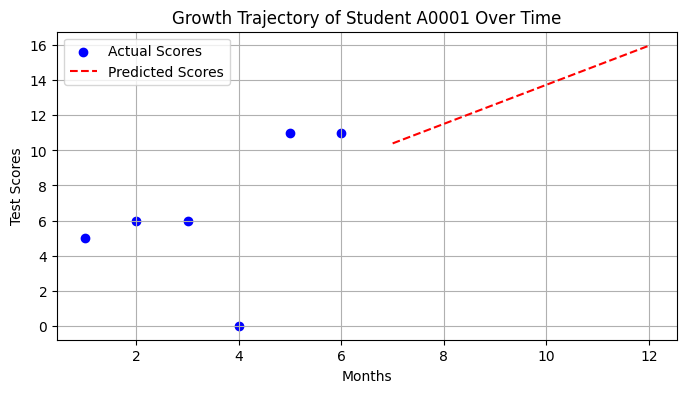 Growth Trajectory of Student A0001 Over Time
Actual Scores
Predicted Scores
Test Scores
16
14
12
10
8
6
4
2
0
2 4 6 8 10 12
Months